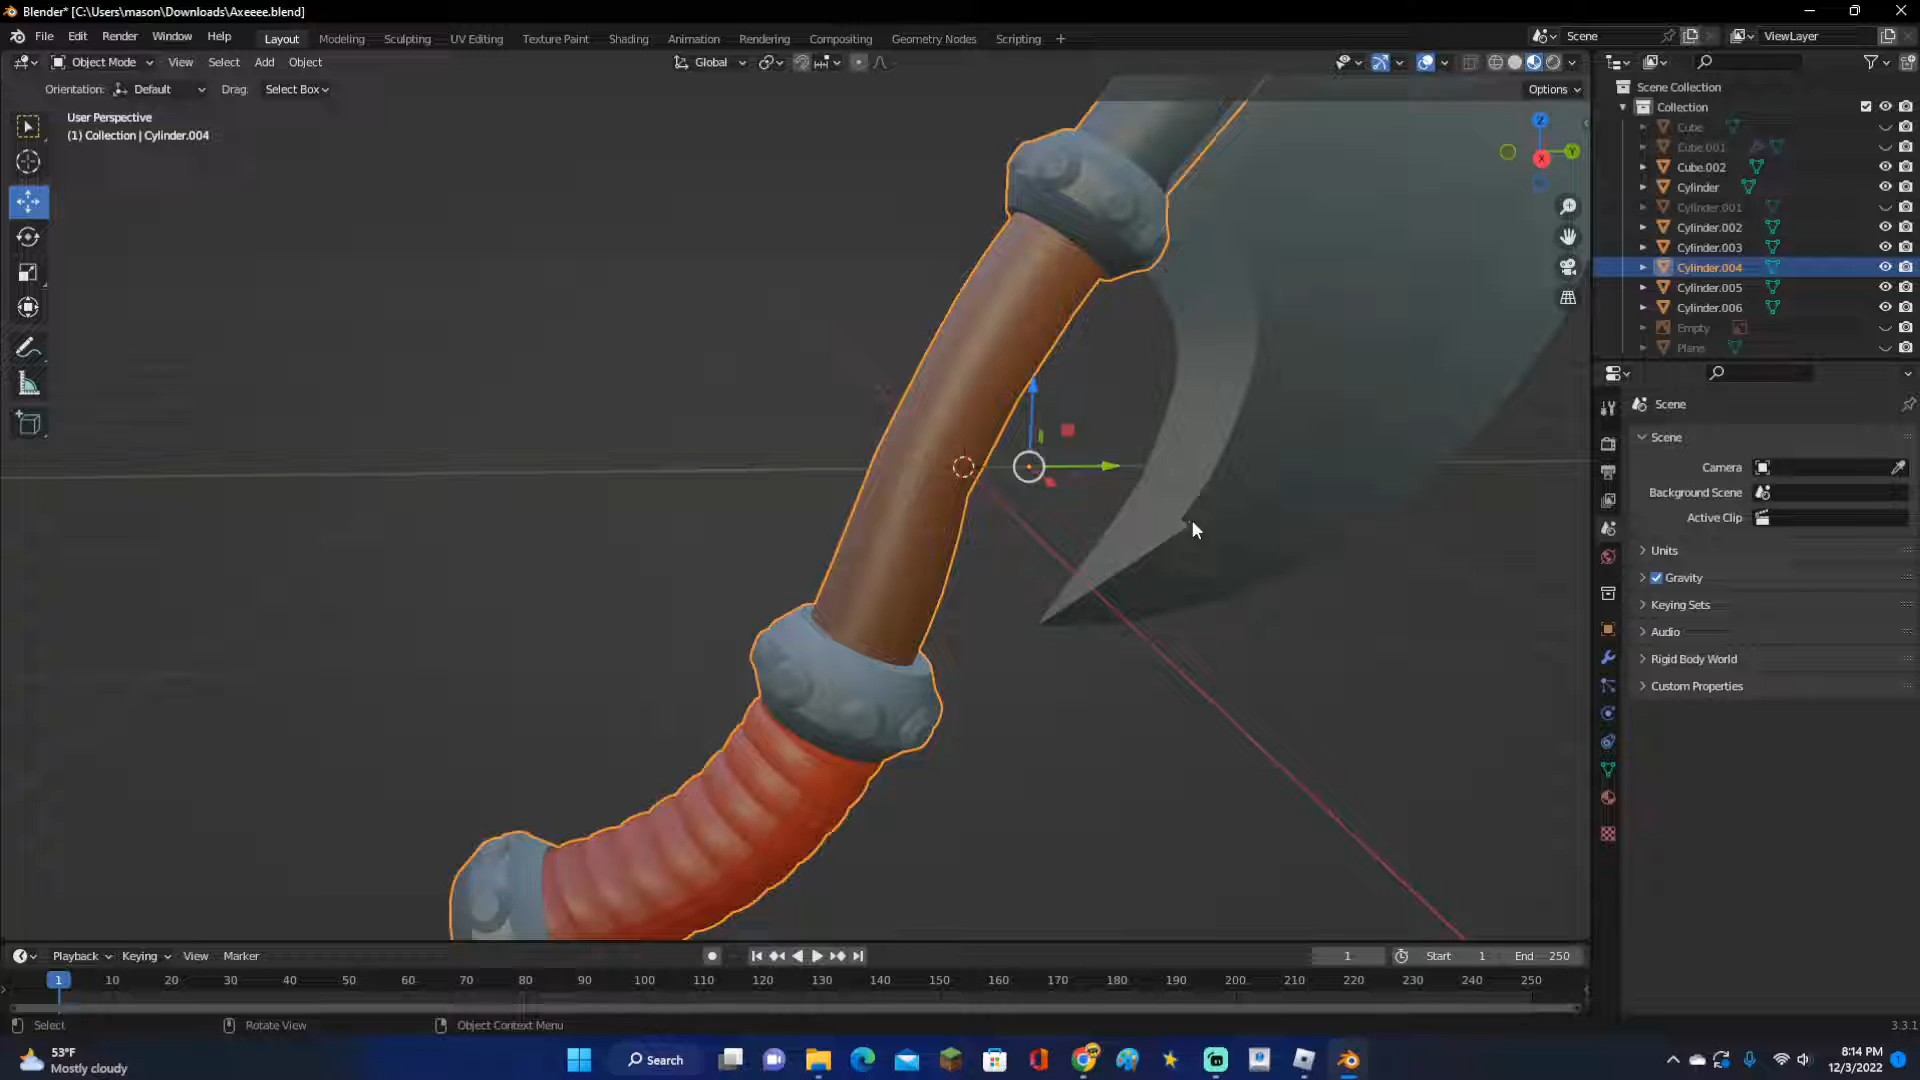 Blender* [C:\Users\mason\Downloads\Axeeee.blend]
File Edit Render Window Help Layout Modeling Sculpting UV Editing Texture Paint Shading Animation Rendering Compositing Geometry Nodes Scripting + Scene ViewLayer
Object Mode View Select Add Object Global
Orientation: Default Drag: Select Box Options
User Perspective
(1) Collection | Cylinder.004
Z
Y
X
Scene Collection
Collection
Cube
Cube.001
Cube.002
Cylinder
Cylinder.001
Cylinder.002
Cylinder.003
Cylinder.004
Cylinder.005
Cylinder.006
Empty
Plane
Scene
Scene
Camera
Background Scene
Active Clip
Units
Gravity
Keying Sets
Audio
Rigid Body World
Custom Properties
Playback Keying View Marker 1 Start 1 End 250
1 10 20 30 40 50 60 70 80 90 100 110 120 130 140 150 160 170 180 190 200 210 220 230 240 250
Select Rotate View Object Context Menu 3.3.1
53°F
Mostly cloudy
Search
8:14 PM
12/3/2022
1